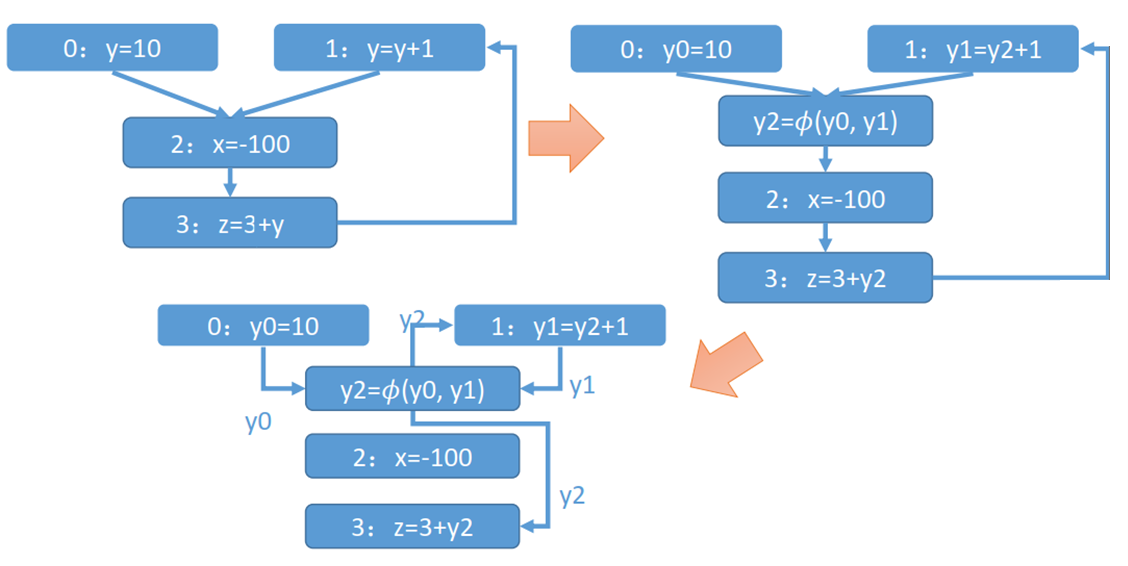 0：y=10
1：y=y+1
2：x=-100
3：z=3+y
0：y0=10
1：y1=y2+1
y2=ϕ(y0, y1)
2：x=-100
3：z=3+y2
0：y0=10
y2
1：y1=y2+1
y2=ϕ(y0, y1)
y1
y0
2：x=-100
y2
3：z=3+y2